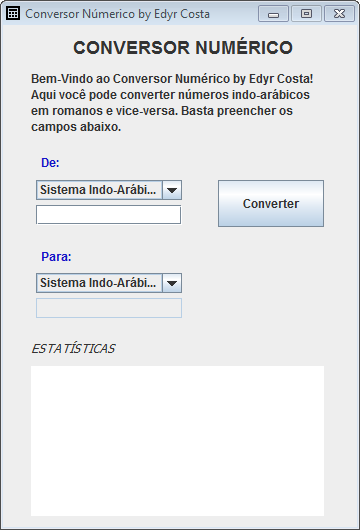 Conversor Númerico by Edyr Costa
CONVERSOR NUMÉRICO
Bem-Vindo ao Conversor Numérico by Edyr Costa!
Aqui você pode converter números indo-arábicos
em romanos e vice-versa. Basta preencher os
campos abaixo.
De:
Sistema Indo-Arábi...
Converter
Para:
Sistema Indo-Arábi...
ESTATÍSTICAS